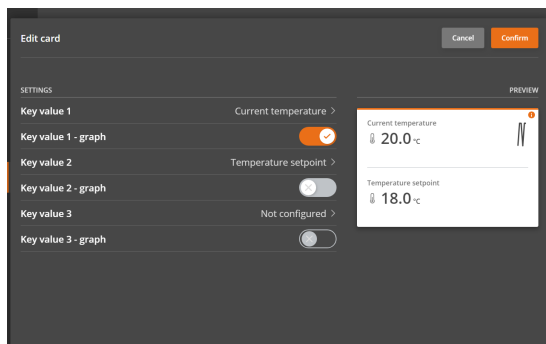 Edit card
Cancel
Confirm
SETTINGS
PREVIEW
Key value 1
Current temperature >
Key value 1 - graph
Key value 2
Temperature setpoint >
Key value 2 - graph
Key value 3
Not configured >
Key value 3 - graph
Current temperature
20.0 °C
Temperature setpoint
18.0 °C